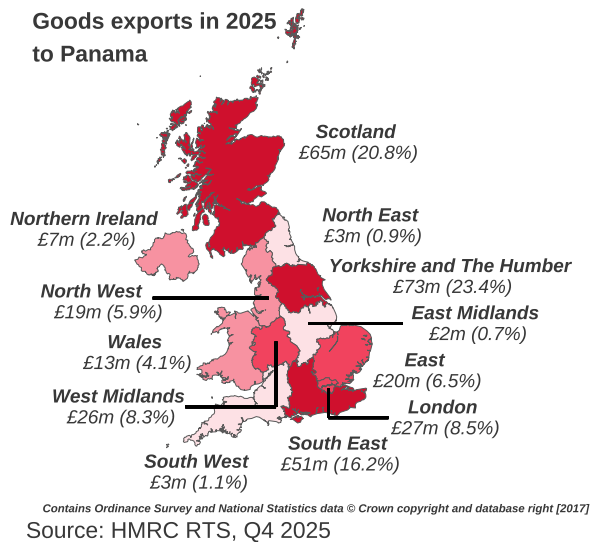 Goods exports in 2025
to Panama
Scotland
£65m (20.8%)
Northern Ireland
£7m (2.2%)
North East
£3m (0.9%)
Yorkshire and The Humber
£73m (23.4%)
North West
£19m (5.9%)
East Midlands
£2m (0.7%)
Wales
£13m (4.1%)
East
£20m (6.5%)
West Midlands
£26m (8.3%)
London
£27m (8.5%)
South East
£51m (16.2%)
South West
£3m (1.1%)
Contains Ordinance Survey and National Statistics data © Crown copyright and database right [2017]
Source: HMRC RTS, Q4 2025